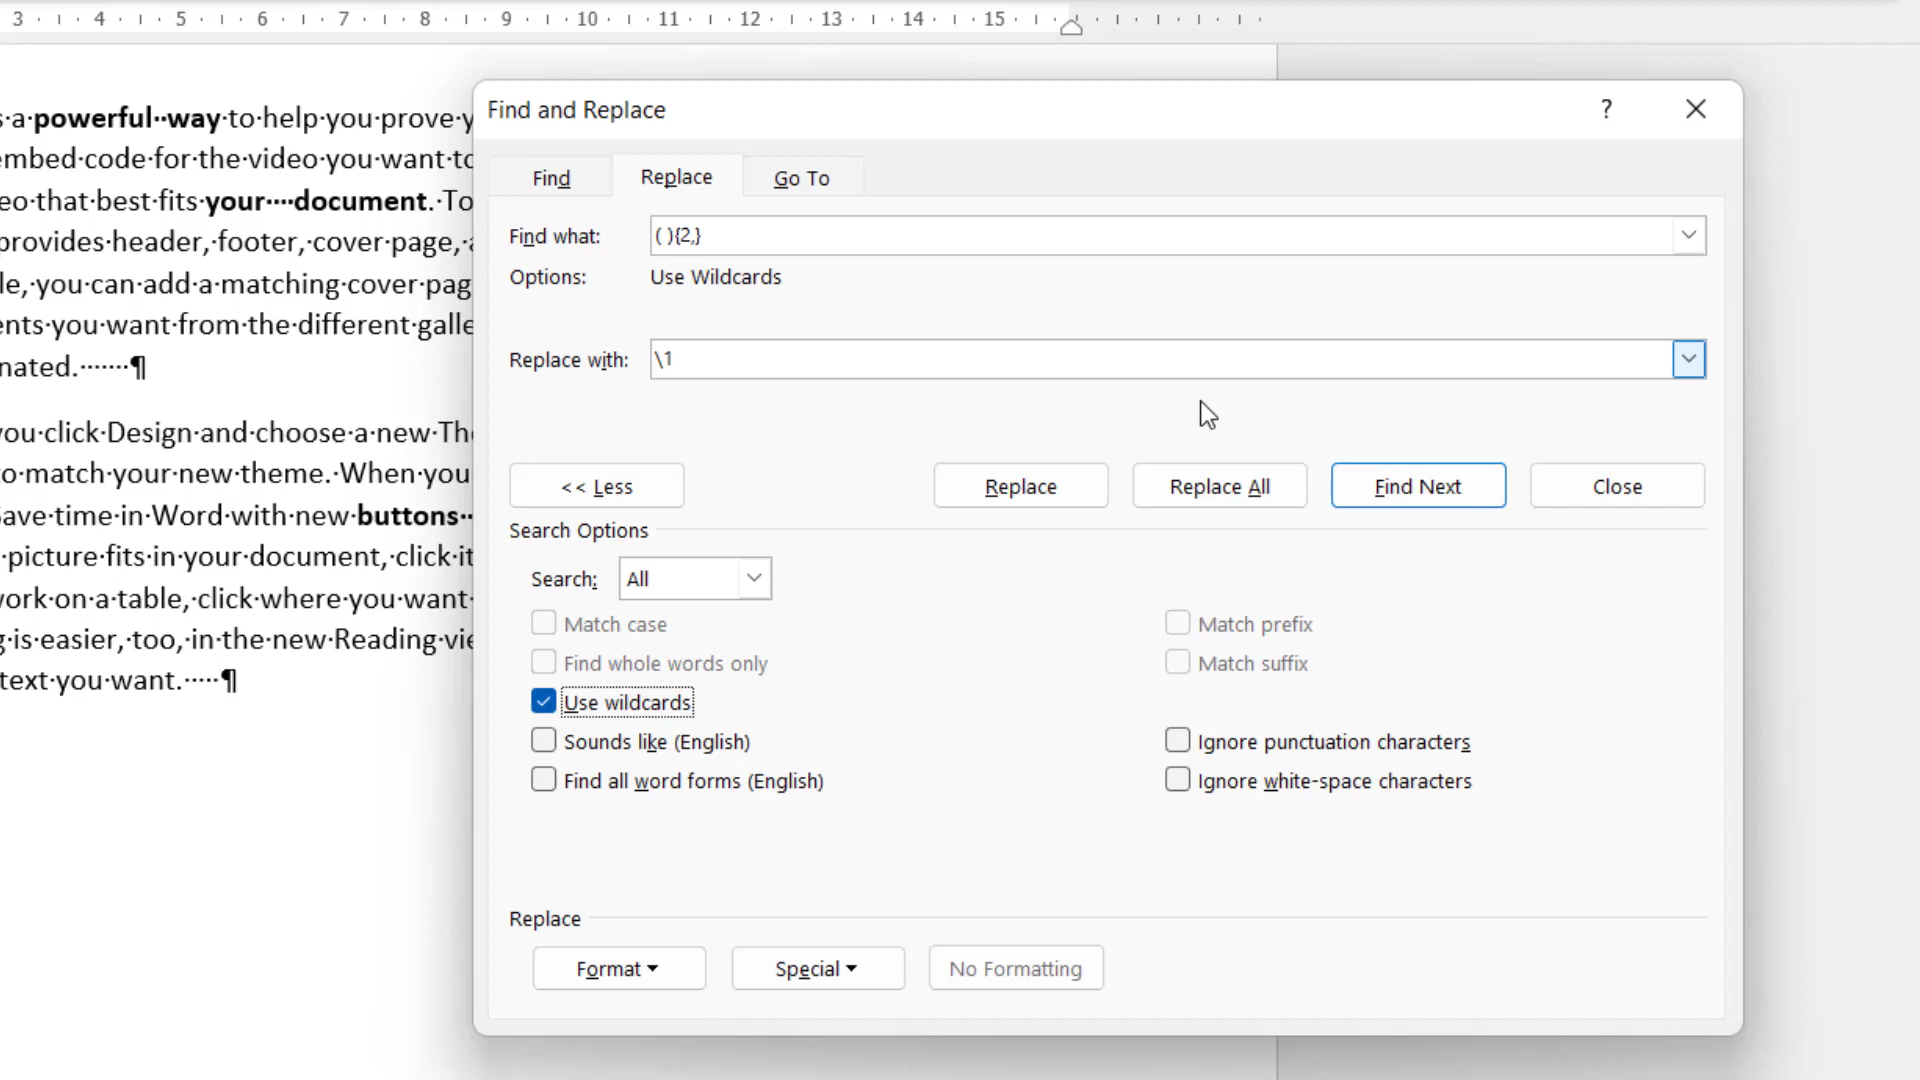 3 4 5 6 7 8 9 10 11 12 13 14 15
s·a·powerful··way·to·help·you·prove·y
embed·code·for·the·video·you·want·to
eo·that·best·fits·your····document.·To
provides·header,·footer,·cover·page,·a
le,·you·can·add·a·matching·cover·pag
ents·you·want·from·the·different·galle
nated.·······¶
you·click·Design·and·choose·a·new·The
to·match·your·new·theme.·When·you
Save·time·in·Word·with·new·buttons··
·picture·fits·in·your·document,·click·it
work·on·a·table,·click·where·you·want·
g·is·easier,·too,·in·the·new·Reading·vie
text·you·want.·····¶
Find and Replace ?
Find Replace Go To
Find what: ( ){2,}
Options: Use Wildcards
Replace with: \1
<< Less Replace Replace All Find Next Close
Search Options
Search: All
Match case Match prefix
Find whole words only Match suffix
Use wildcards
Sounds like (English) Ignore punctuation characters
Find all word forms (English) Ignore white-space characters
Replace
Format Special No Formatting